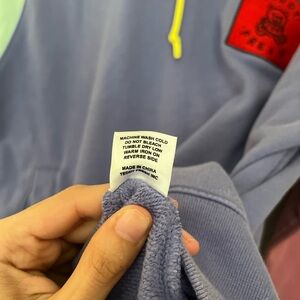 MACHINE WASH COLD
DO NOT BLEACH
TUMBLE DRY LOW
WARM IRON ON
REVERSE SIDE
MADE IN CHINA
TEDDY FRESH INC